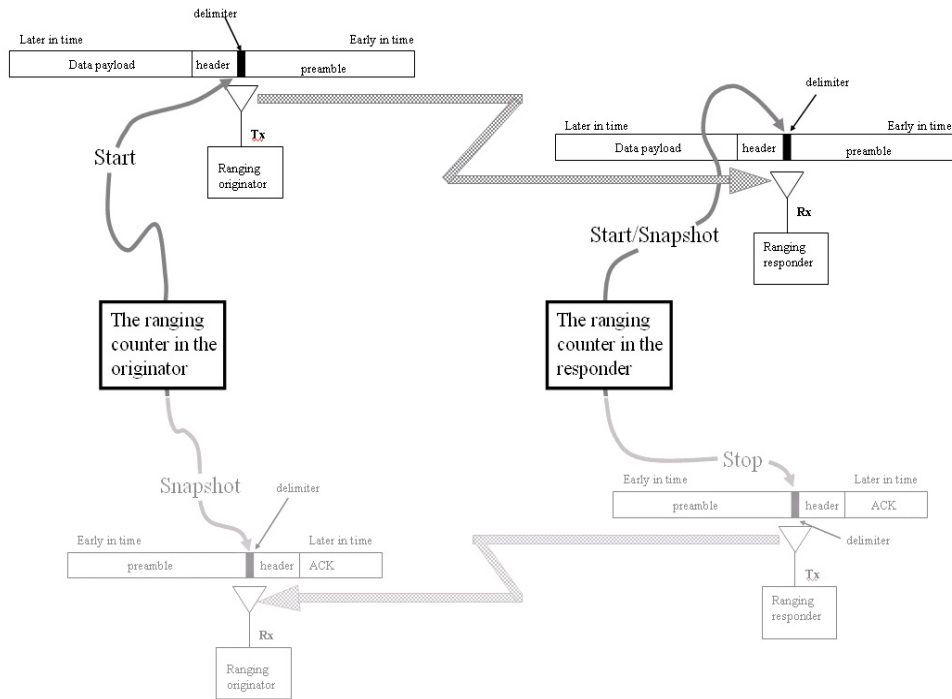 delimiter
Later in time
Early in time
Data payload
header
preamble
Tx
Ranging
originator
Start
delimiter
Later in time
Early in time
Data payload
header
preamble
Rx
Ranging
responder
Start/Snapshot
The ranging
counter in the
originator
The ranging
counter in the
responder
Stop
Early in time
Later in time
preamble
header
ACK
delimiter
Tx
Ranging
responder
Snapshot
delimiter
Early in time
Later in time
preamble
header
ACK
Rx
Ranging
originator